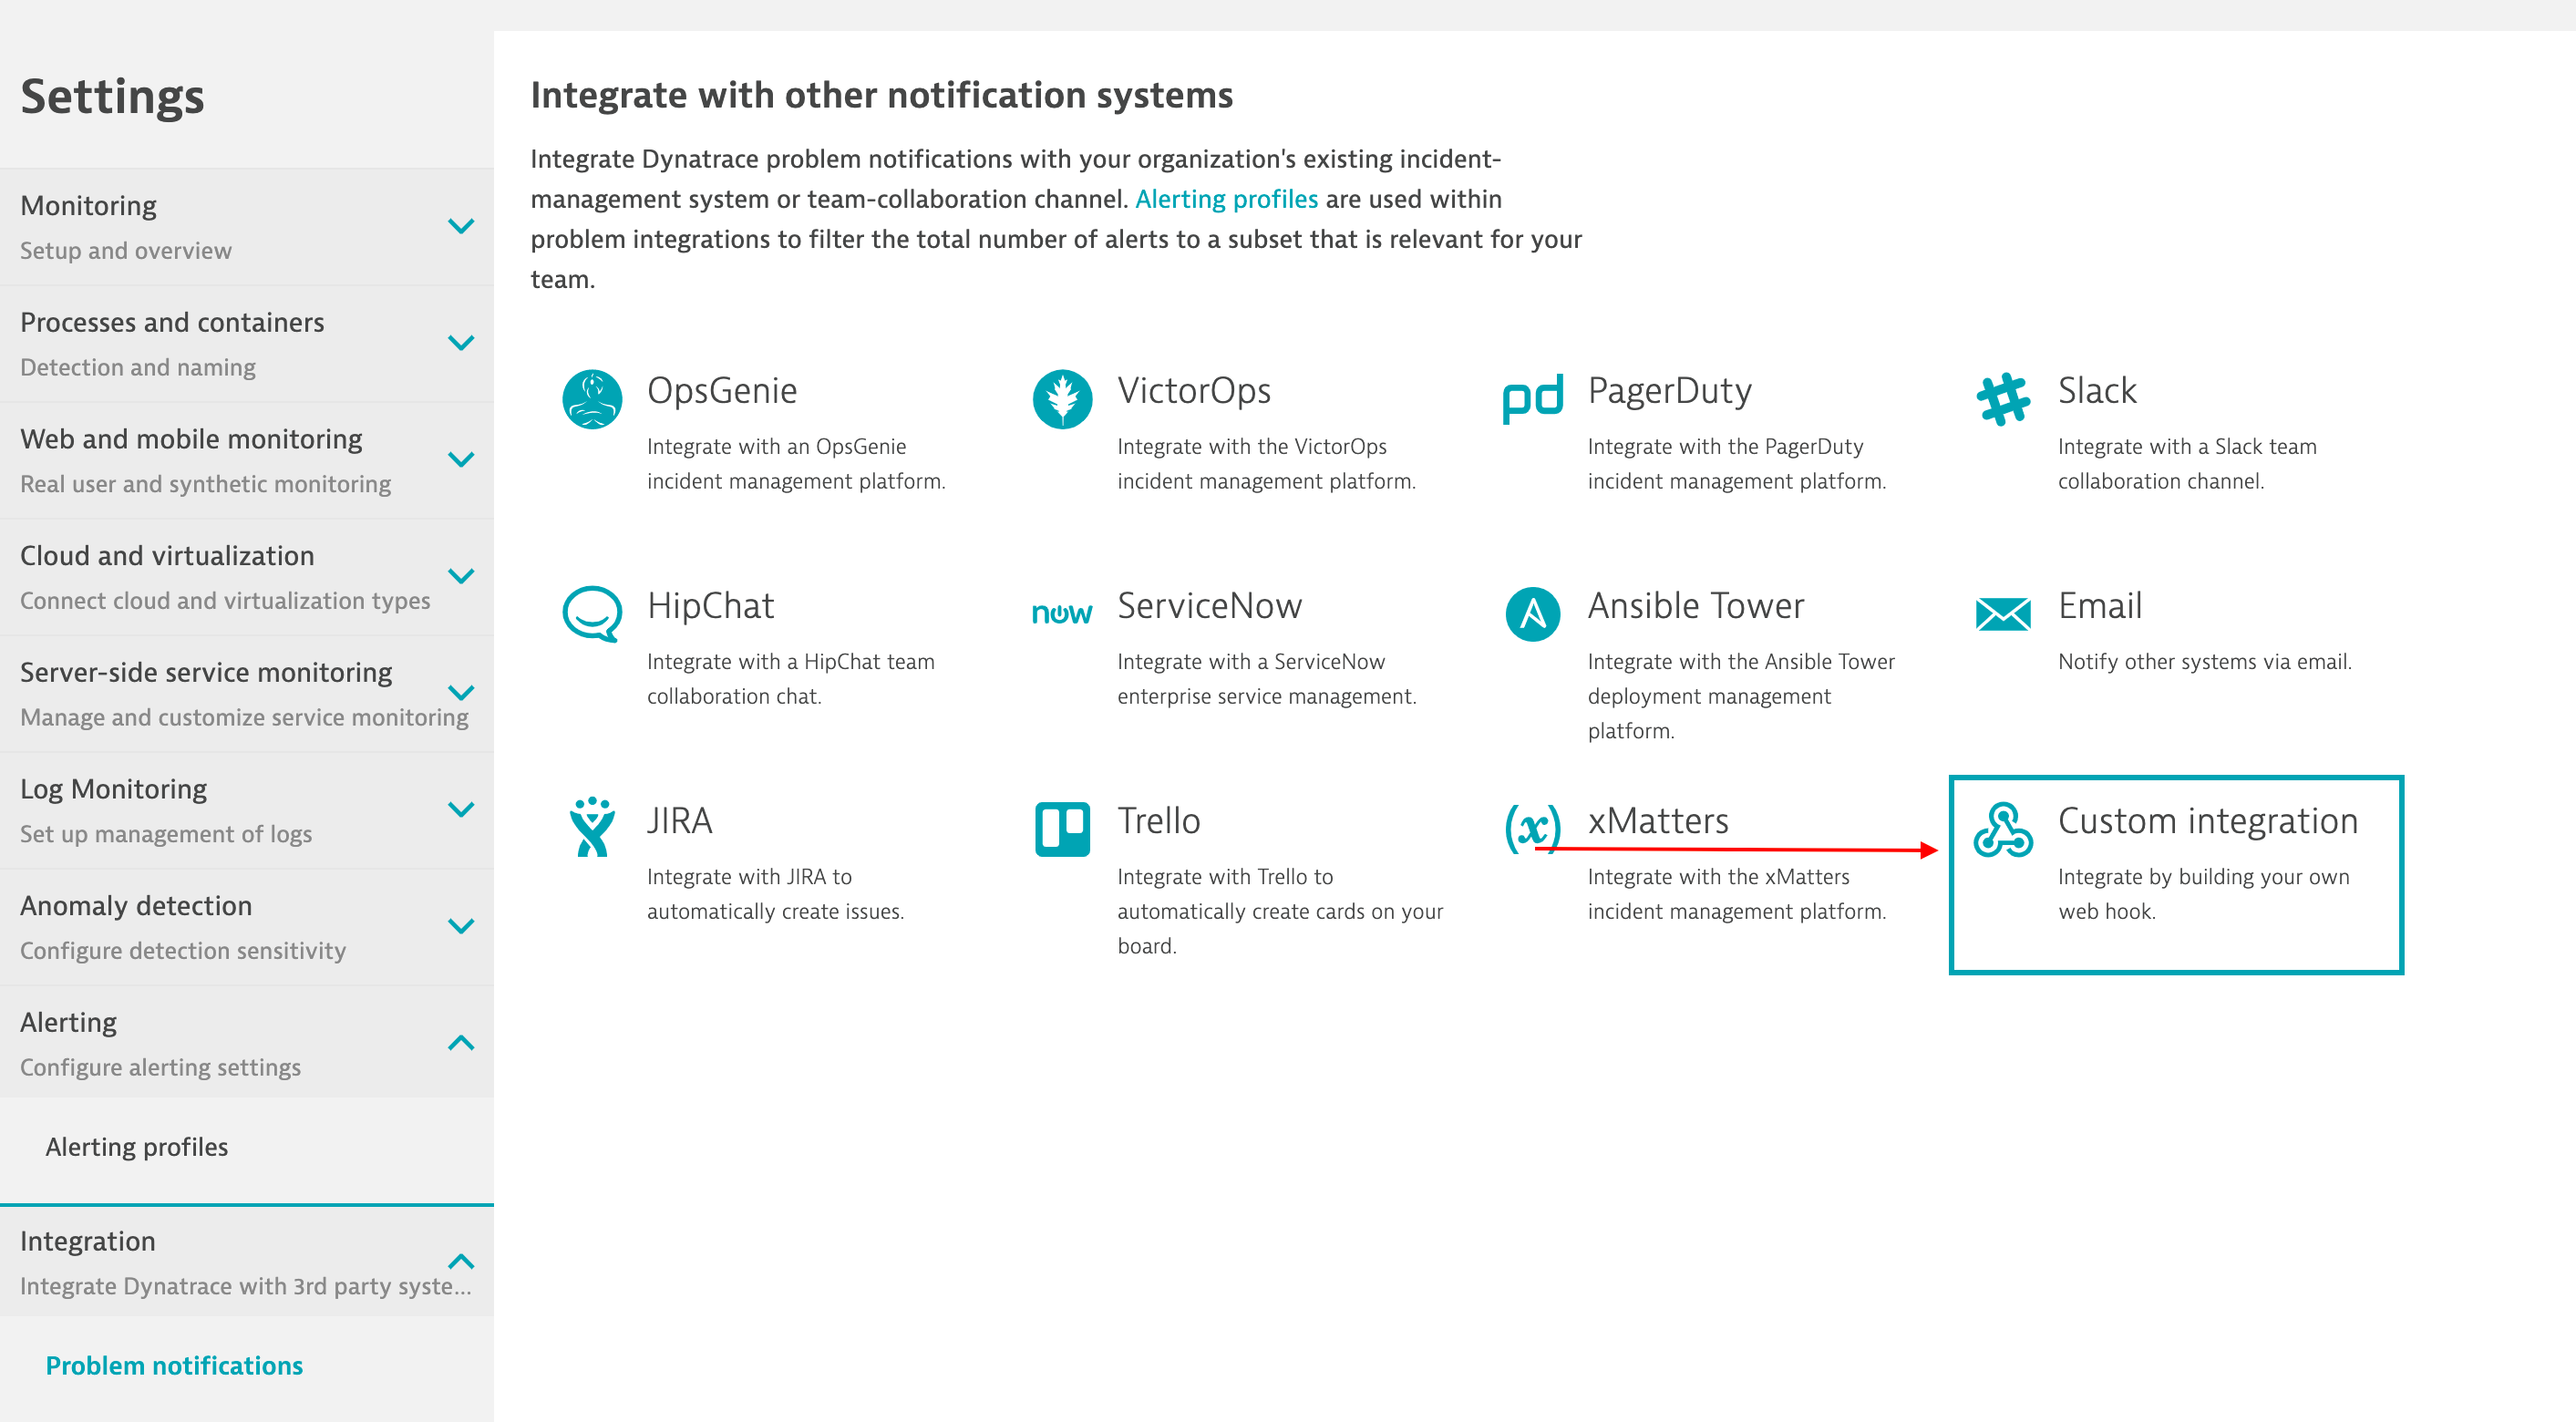 Settings
Monitoring
Setup and overview
Processes and containers
Detection and naming
Web and mobile monitoring
Real user and synthetic monitoring
Cloud and virtualization
Connect cloud and virtualization types
Server-side service monitoring
Manage and customize service monitoring
Log Monitoring
Set up management of logs
Anomaly detection
Configure detection sensitivity
Alerting
Configure alerting settings
Alerting profiles
Integration
Integrate Dynatrace with 3rd party syste...
Problem notifications
Integrate with other notification systems
Integrate Dynatrace problem notifications with your organization's existing incident-
management system or team-collaboration channel. Alerting profiles are used within
problem integrations to filter the total number of alerts to a subset that is relevant for your
team.
OpsGenie
Integrate with an OpsGenie
incident management platform.
VictorOps
Integrate with the VictorOps
incident management platform.
pd
PagerDuty
Integrate with the PagerDuty
incident management platform.
Slack
Integrate with a Slack team
collaboration channel.
HipChat
Integrate with a HipChat team
collaboration chat.
now
ServiceNow
Integrate with a ServiceNow
enterprise service management.
A
Ansible Tower
Integrate with the Ansible Tower
deployment management
platform.
Email
Notify other systems via email.
JIRA
Integrate with JIRA to
automatically create issues.
Trello
Integrate with Trello to
automatically create cards on your
board.
(x)
xMatters
Integrate with the xMatters
incident management platform.
Custom integration
Integrate by building your own
web hook.